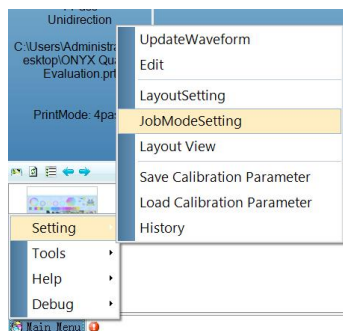 Unidirection
C:\Users\Administra
esktop\ONYX Qua
Evaluation.prt
PrintMode: 4pas
UpdateWaveform
Edit
LayoutSetting
JobModeSetting
Layout View
Save Calibration Parameter
Load Calibration Parameter
History
Setting
Tools
Help
Debug
Main Menu